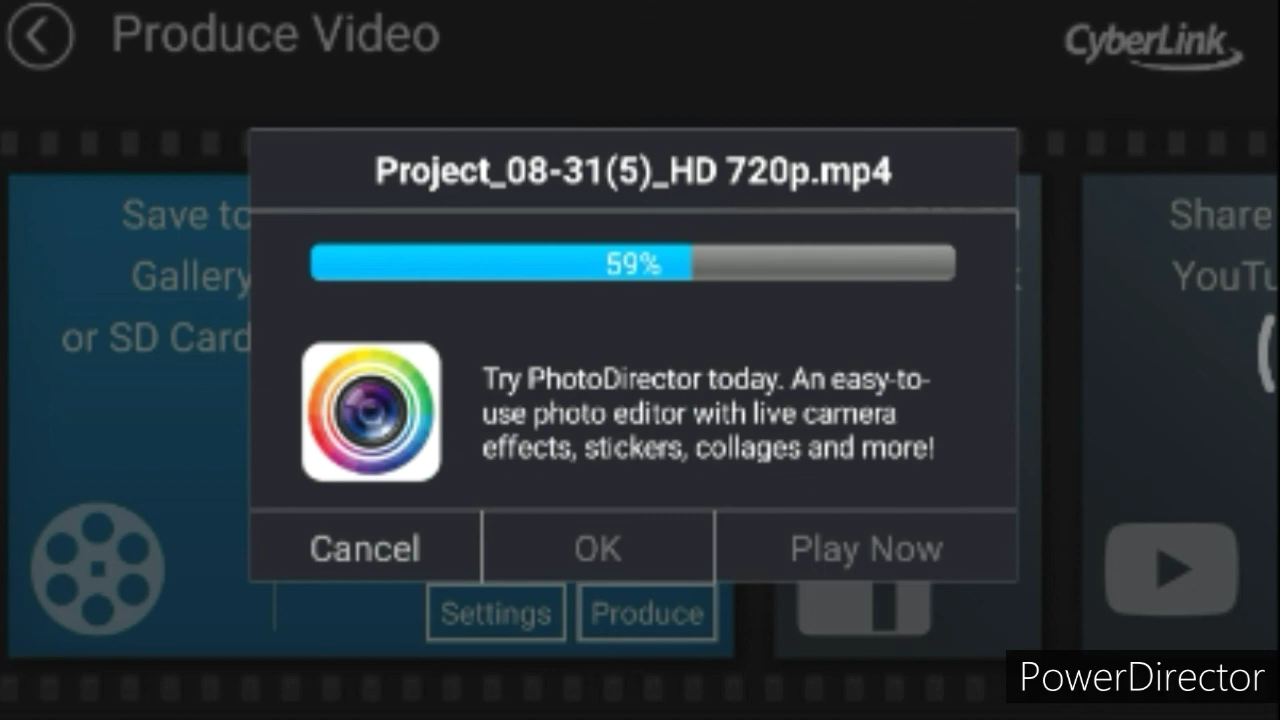 Produce Video
CyberLink
Project_08-31(5)_HD 720p.mp4
Save to
Gallery
or SD Card
Share
59%
Try PhotoDirector today. An easy-to-
use photo editor with live camera
effects, stickers, collages and more!
Cancel
OK
Play Now
Settings
Produce
PowerDirector